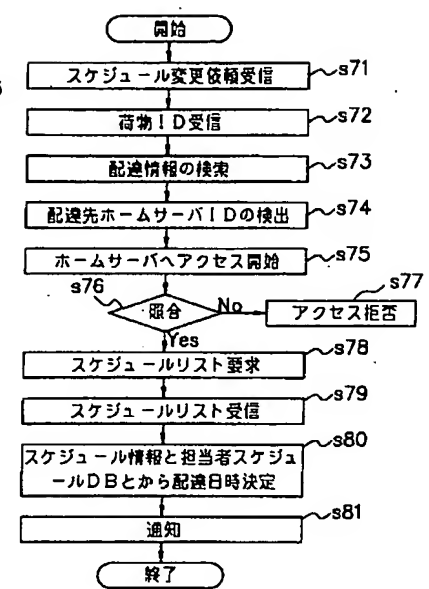 開始
スケジュール変更依頼受信
s71
荷物ID受信
s72
配達情報の検索
s73
配達先ホームサーバIDの検出
s74
ホームサーバへアクセス開始
s75
s76
照合
No
アクセス拒否
s77
Yes
スケジュールリスト要求
s78
スケジュールリスト受信
s79
スケジュール情報と担当者スケジュ
ールDBとから配達日時決定
s80
通知
s81
終了